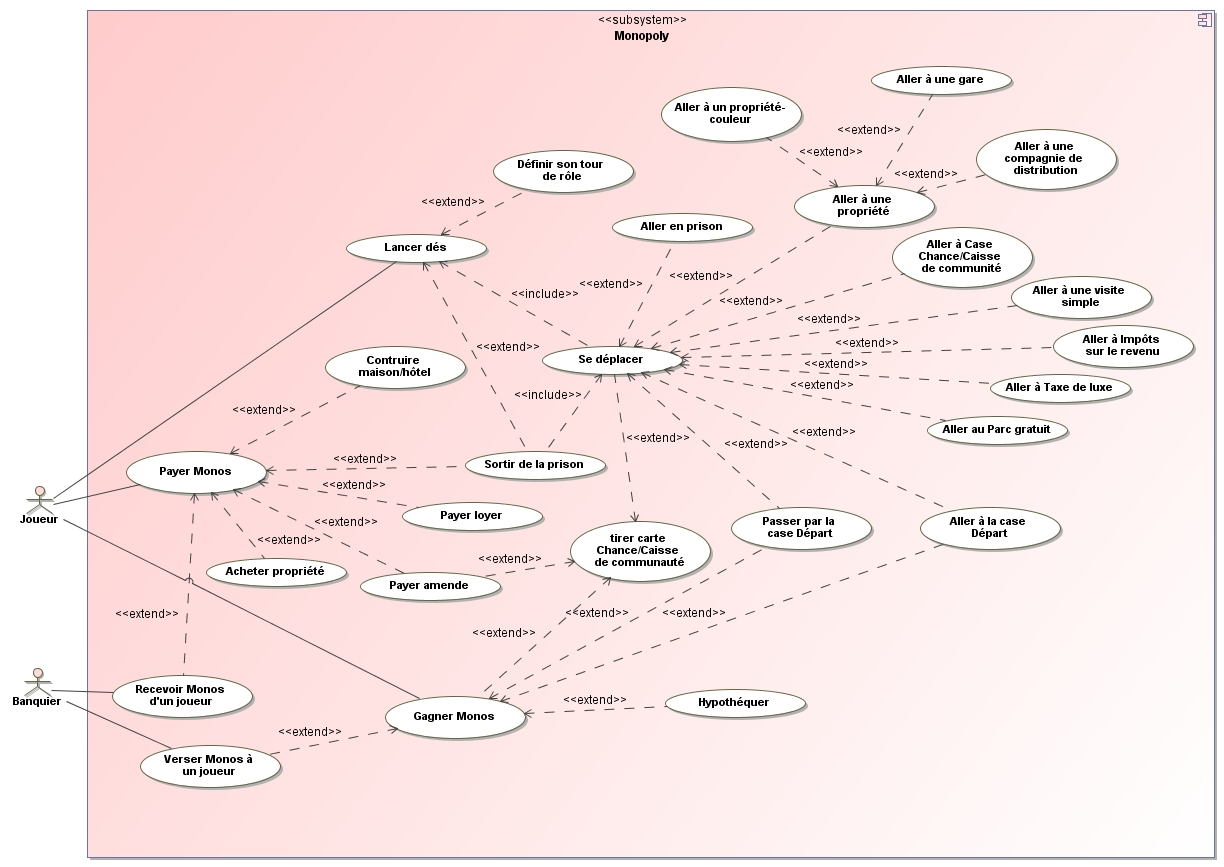 <<subsystem>>
Monopoly
Aller à une gare
Aller à un propriété-
couleur
<<extend>>
<<extend>>
Aller à une
compagnie de
distribution
Définir son tour
de rôle
<<extend>>
<<extend>>
Aller à une
propriété
Aller en prison
Lancer dés
Aller à Case
Chance/Caisse
de communité
<<extend>>
<<extend>>
<<include>>
<<extend>>
Aller à une visite
simple
<<extend>>
<<extend>>
Aller à Impôts
sur le revenu
<<extend>>
Se déplacer
<<extend>>
Contruire
maison/hôtel
<<extend>>
Aller à Taxe de luxe
<<include>>
<<extend>>
Aller au Parc gratuit
<<extend>>
<<extend>>
<<extend>>
<<extend>>
Payer Monos
<<extend>>
Sortir de la prison
<<extend>>
Joueur
Payer loyer
<<extend>>
Passer par la
case Départ
Aller à la case
Départ
<<extend>>
tirer carte
Chance/Caisse
de communauté
<<extend>>
Acheter propriété
Payer amende
<<extend>>
<<extend>>
<<extend>>
<<extend>>
Banquier
Recevoir Monos
d'un joueur
Gagner Monos
<<extend>>
Hypothéquer
<<extend>>
Verser Monos à
un joueur